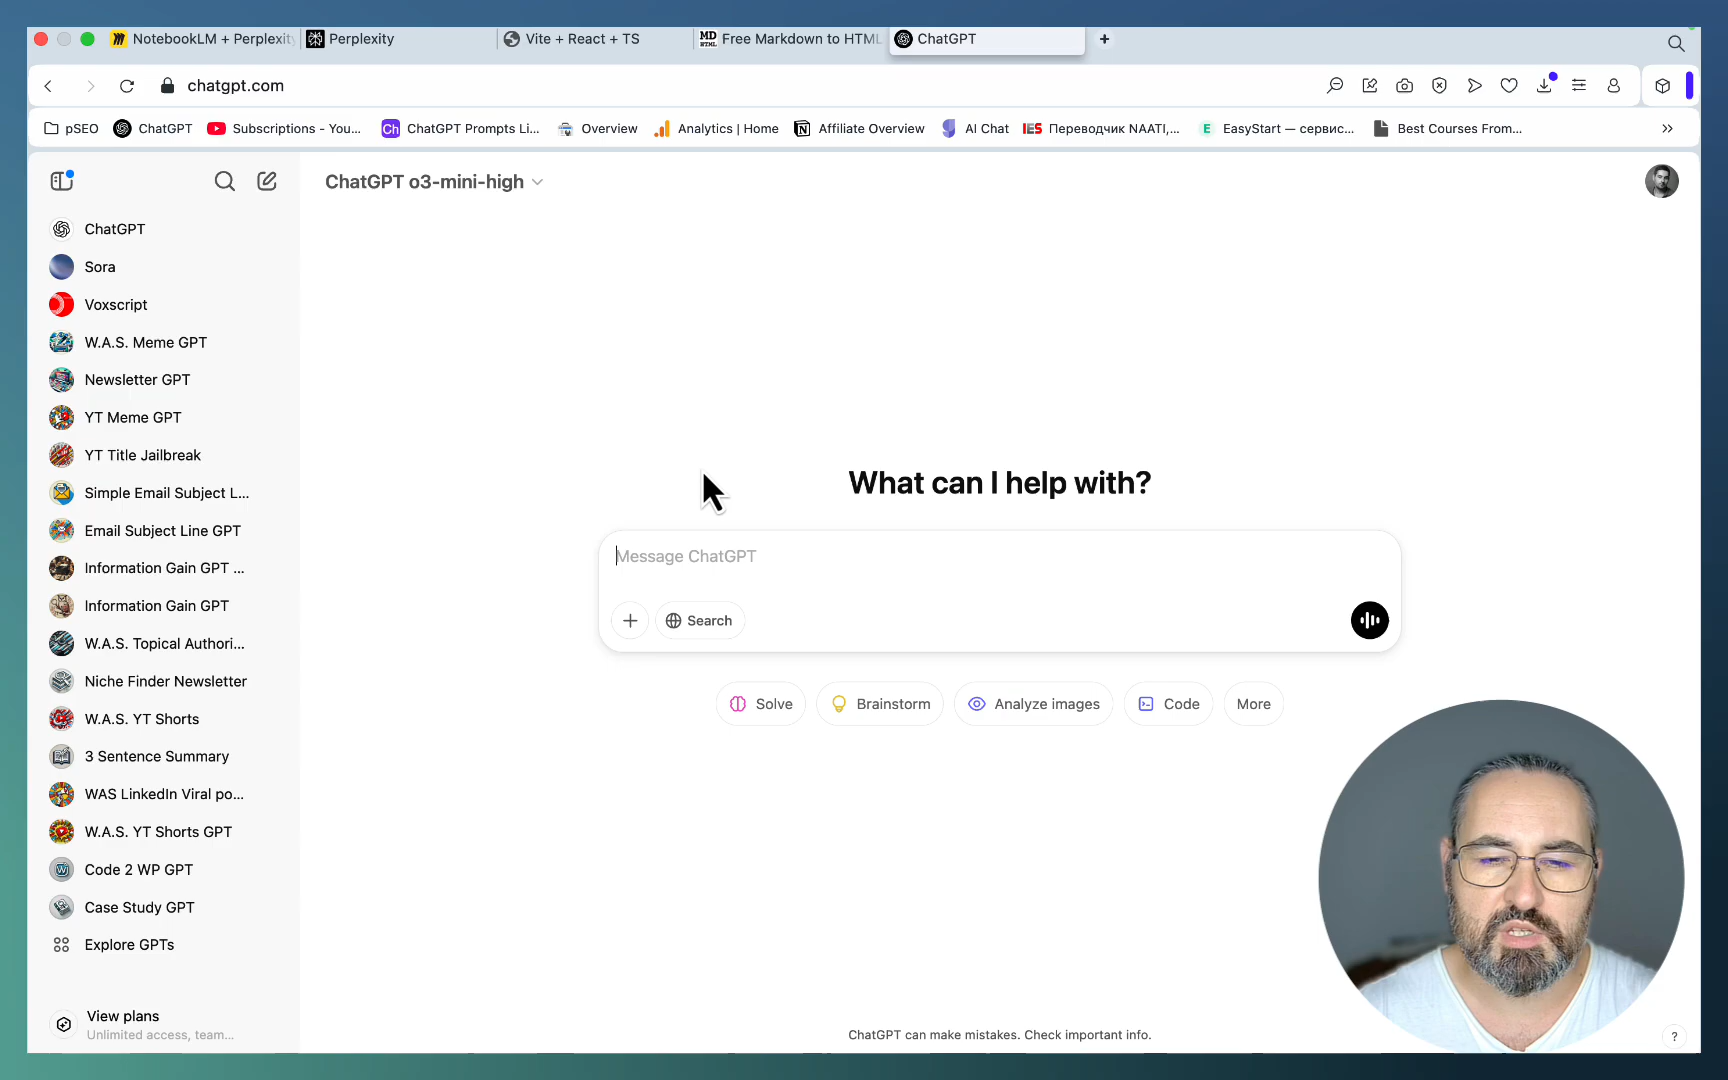 NotebookLM + Perplexity
Perplexity
Vite + React + TS
MD
HTML
Free Markdown to HTML
ChatGPT
chatgpt.com
pSEO
ChatGPT
Subscriptions - You...
Ch
ChatGPT Prompts Li...
Overview
Analytics | Home
Affiliate Overview
AI Chat
IES
Переводчик NAATI,...
E
EasyStart — сервис...
Best Courses From...
ChatGPT o3-mini-high
ChatGPT
Sora
Voxscript
W.A.S. Meme GPT
Newsletter GPT
YT Meme GPT
YT Title Jailbreak
Simple Email Subject L...
Email Subject Line GPT
Information Gain GPT ...
Information Gain GPT
W.A.S. Topical Authori...
Niche Finder Newsletter
W.A.S. YT Shorts
3 Sentence Summary
WAS LinkedIn Viral po...
W.A.S. YT Shorts GPT
Code 2 WP GPT
Case Study GPT
Explore GPTs
View plans
Unlimited access, team...
What can I help with?
Message ChatGPT
Search
Solve
Brainstorm
Analyze images
Code
More
ChatGPT can make mistakes. Check important info.
?